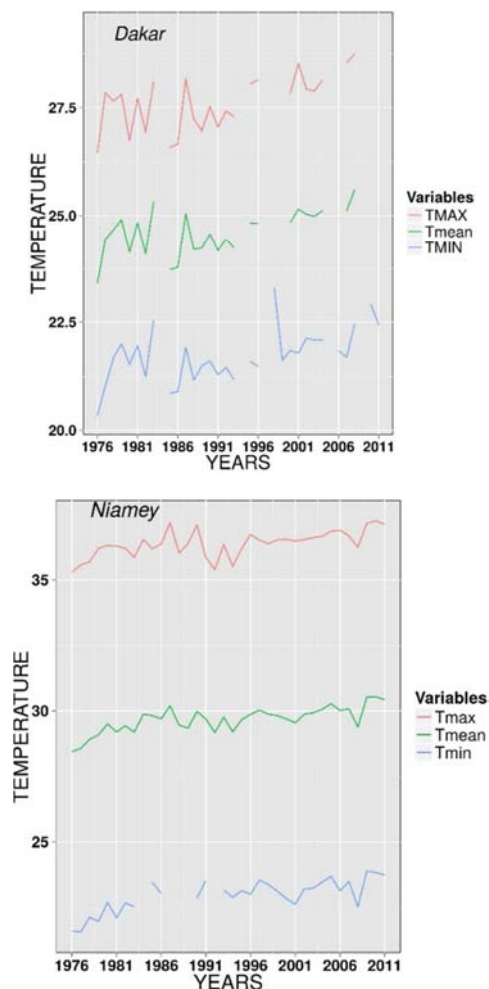 Dakar
27.5
25.0
22.5
20.0
TEMPERATURE
1976 1981 1986 1991 1996 2001 2006 2011
YEARS
Variables
TMAX
Tmean
TMIN
Niamey
35
30
25
TEMPERATURE
1976 1981 1986 1991 1996 2001 2006 2011
YEARS
Variables
Tmax
Tmean
Tmin